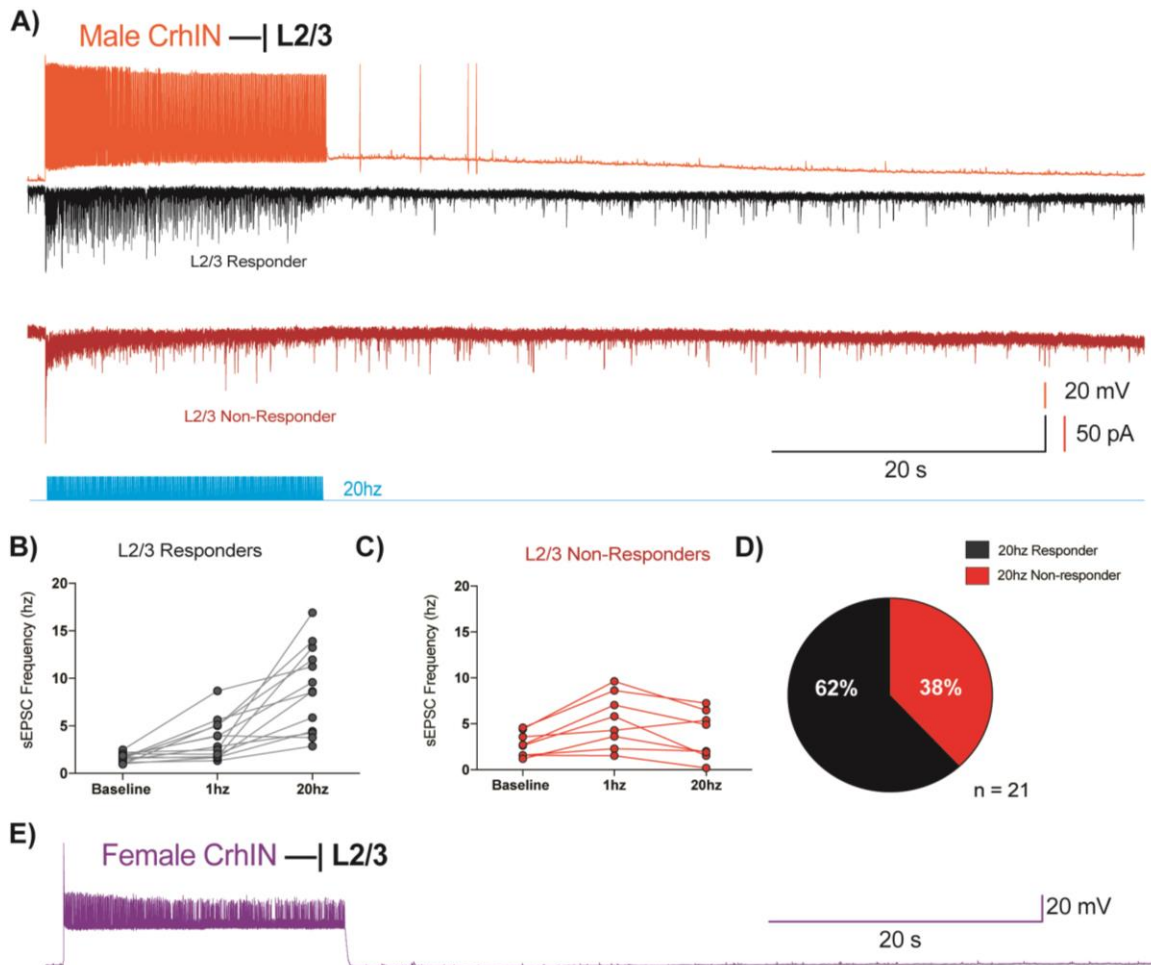 A)
Male CrhIN —| L2/3
L2/3 Responder
L2/3 Non-Responder
20 mV
50 pA
20 s
20hz
B)
L2/3 Responders
sEPSC Frequency (hz)
20
15
10
5
0
Baseline 1hz 20hz
C)
L2/3 Non-Responders
sEPSC Frequency (hz)
20
15
10
5
0
Baseline 1hz 20hz
D)
20hz Responder
20hz Non-responder
62%
38%
n = 21
E)
Female CrhIN —| L2/3
20 mV
20 s